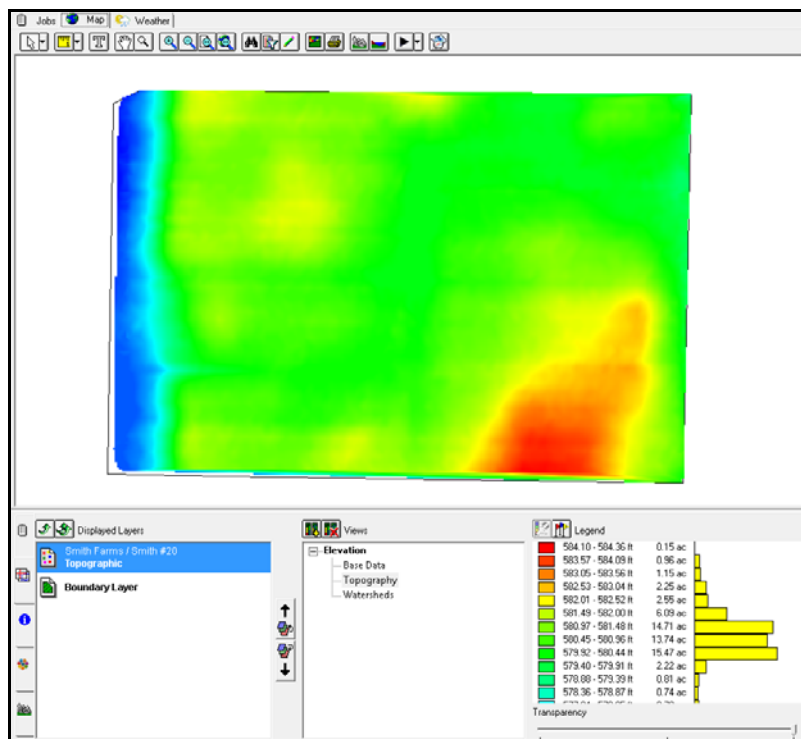 Jobs Map Weather
Displayed Layers
Smith Farms / Smith #20
Topographic
Boundary Layer
Views
Elevation
Base Data
Topography
Watersheds
Legend
584.10 - 584.36 ft 0.15 ac
583.57 - 584.09 ft 0.96 ac
583.05 - 583.56 ft 1.15 ac
582.53 - 583.04 ft 2.25 ac
582.01 - 582.52 ft 2.55 ac
581.49 - 582.00 ft 6.09 ac
580.97 - 581.48 ft 14.71 ac
580.45 - 580.96 ft 13.74 ac
579.92 - 580.44 ft 15.47 ac
579.40 - 579.91 ft 2.22 ac
578.88 - 579.39 ft 0.81 ac
578.36 - 578.87 ft 0.74 ac
Transparency